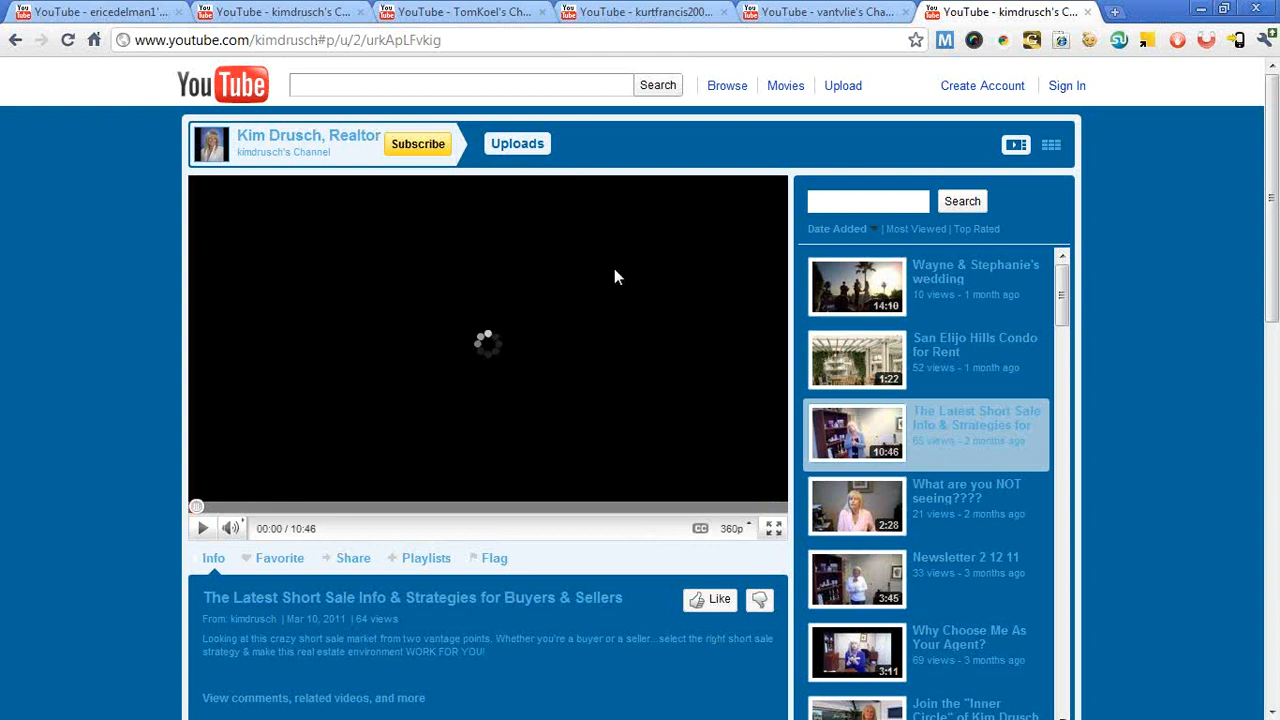 YouTube - ericedelman1'...
YouTube - kimdrusch's C...
YouTube - TomKoel's Ch...
YouTube - kurtfrancis200...
YouTube - vantvlie's Cha...
YouTube - kimdrusch's C...
www.youtube.com/kimdrusch#p/u/2/urkApLFvkig
YouTube
Search
Browse
Movies
Upload
Create Account
Sign In
Kim Drusch, Realtor
kimdrusch's Channel
Subscribe
Uploads
Search
Date Added | Most Viewed | Top Rated
Wayne & Stephanie's
wedding
10 views - 1 month ago
14:10
San Elijo Hills Condo
for Rent
52 views - 1 month ago
1:22
The Latest Short Sale
Info & Strategies for
65 views - 2 months ago
10:46
What are you NOT
seeing????
21 views - 2 months ago
2:28
Newsletter 2 12 11
33 views - 3 months ago
3:45
Why Choose Me As
Your Agent?
69 views - 3 months ago
3:11
Join the "Inner
Circle" of Kim Drusch
00:00 / 10:46
CC
360p
Info
Favorite
Share
Playlists
Flag
The Latest Short Sale Info & Strategies for Buyers & Sellers
Like
From: kimdrusch | Mar 10, 2011 | 64 views
Looking at this crazy short sale market from two vantage points. Whether you're a buyer or a seller...select the right short sale
strategy & make this real estate environment WORK FOR YOU!
View comments, related videos, and more